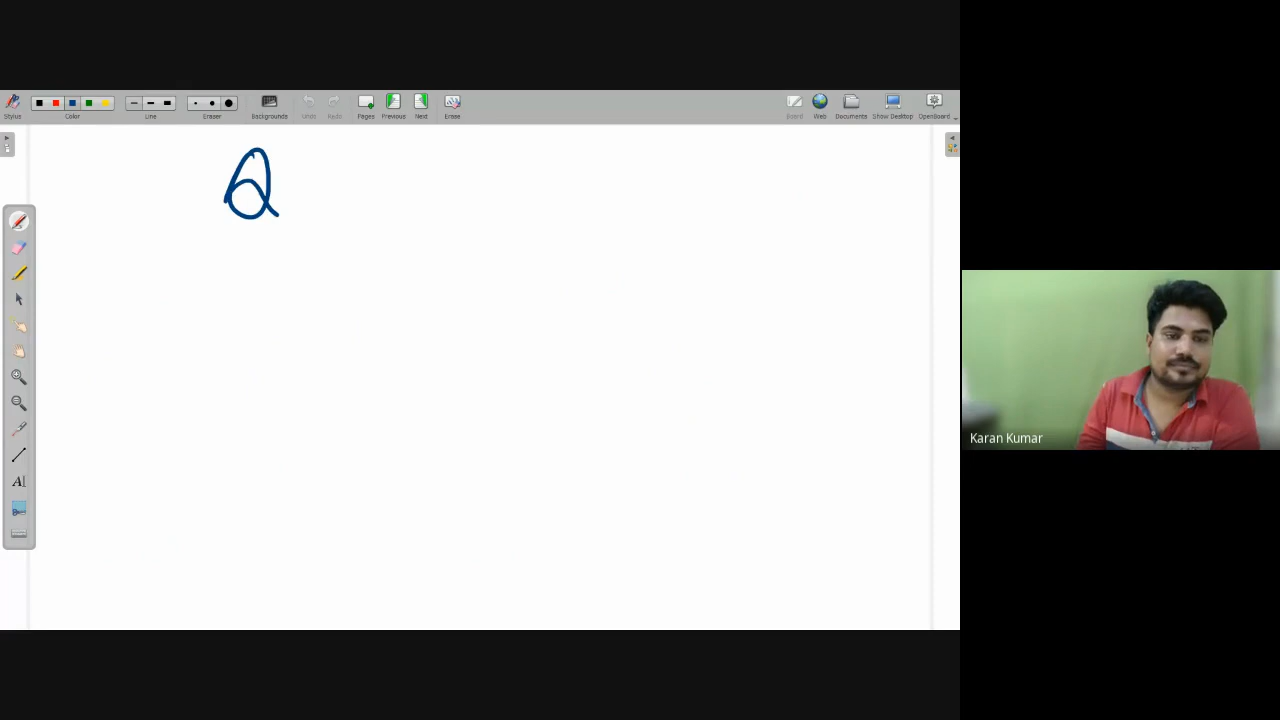 Stylus Color Line Eraser Backgrounds Undo Redo Pages Previous Next Erase Board Web Documents Show Desktop OpenBoard
Q
A
Karan Kumar